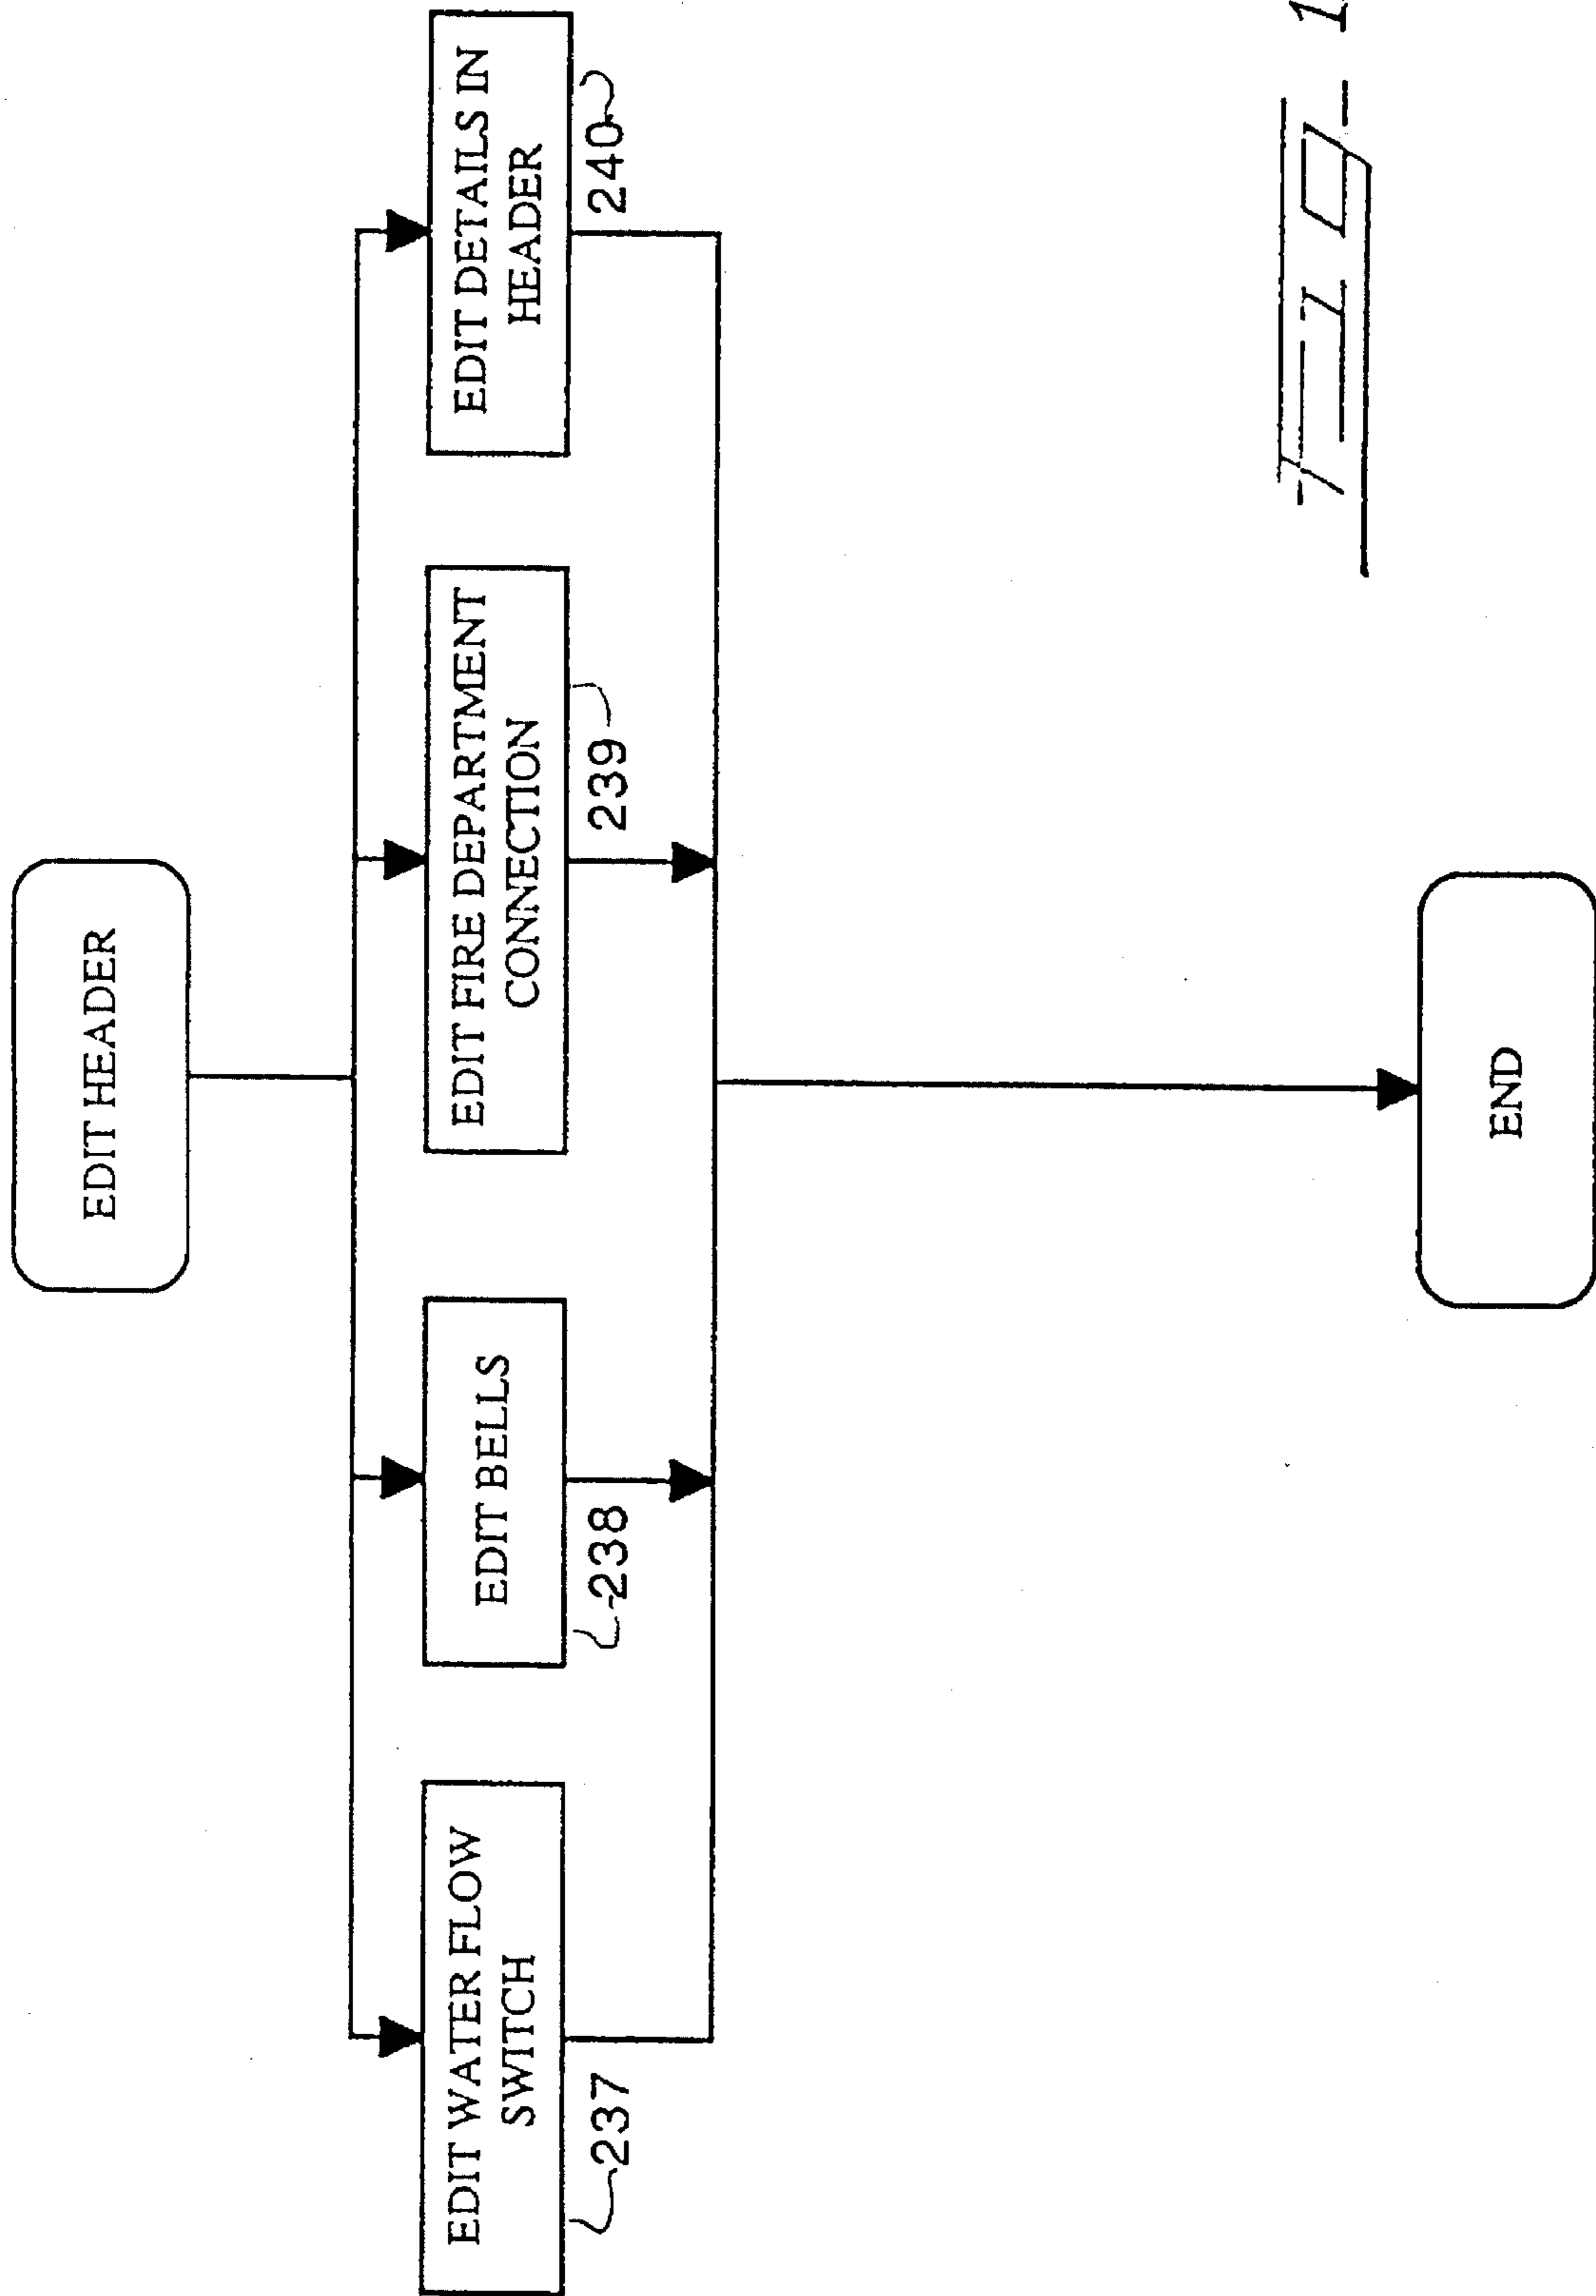 EDIT HEADER
EDIT WATER FLOW
SWITCH
237
EDIT BELLS
238
EDIT FIRE DEPARTMENT
CONNECTION
239
EDIT DETAILS IN
HEADER
240
END